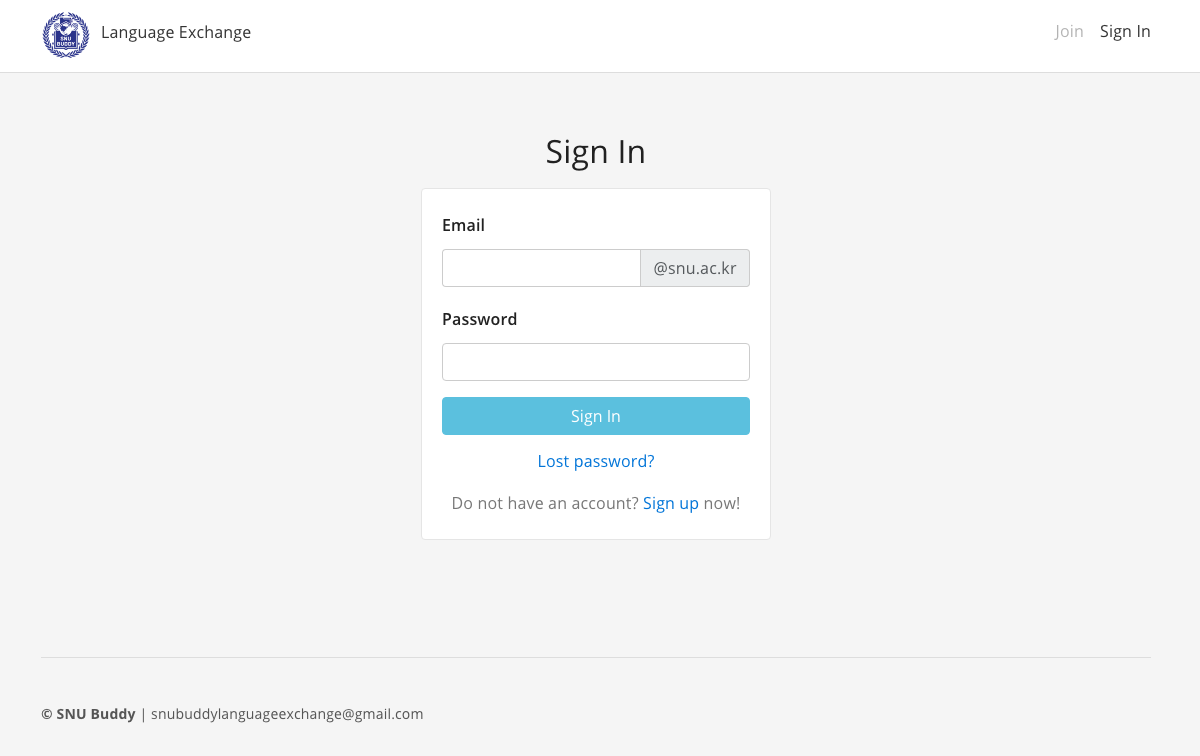 SNU
BUDDY
Language Exchange
Join
Sign In
Sign In
Email
@snu.ac.kr
Password
Sign In
Lost password?
Do not have an account? Sign up now!
© SNU Buddy | snubuddylanguageexchange@gmail.com